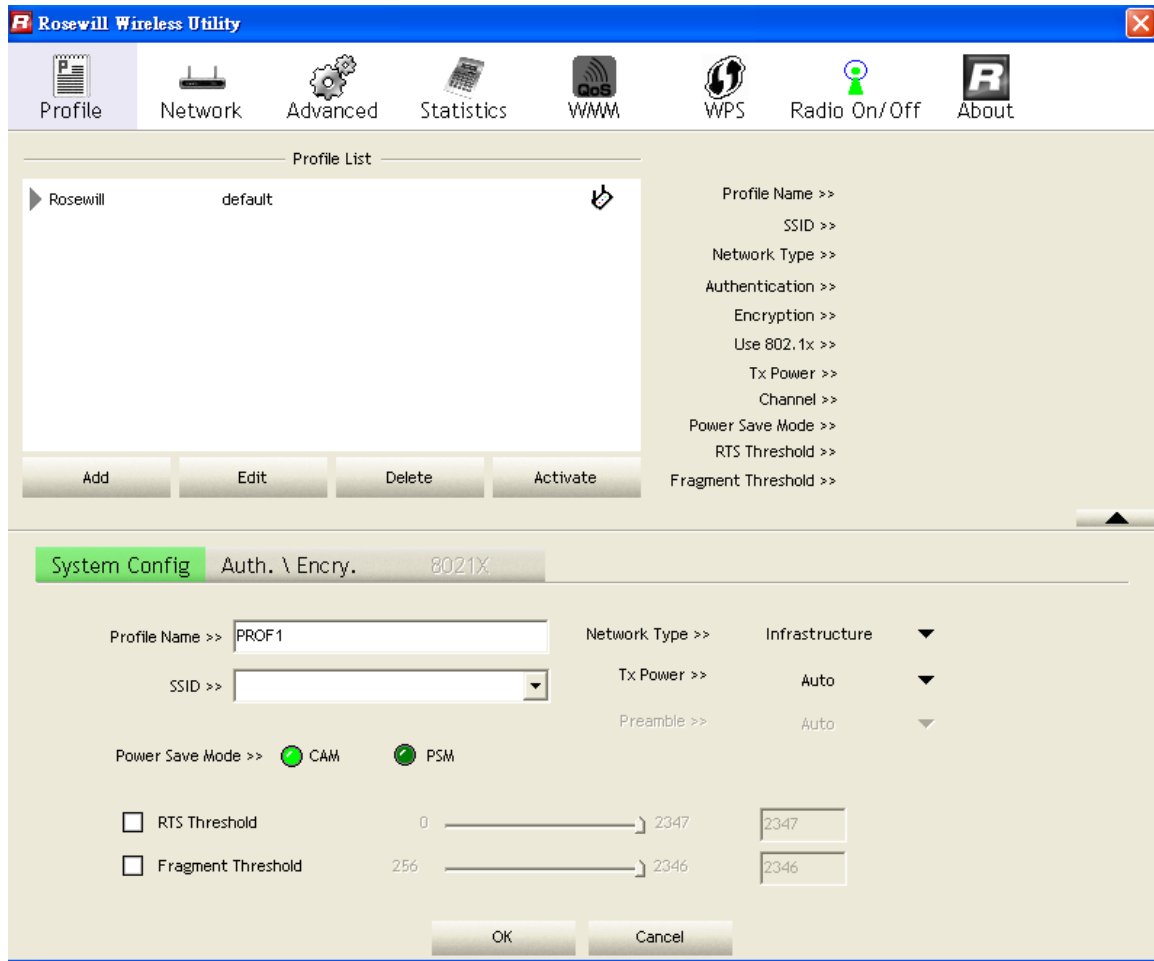 R Rosewill Wireless Utility
Profile Network Advanced Statistics QoS WMM WPS Radio On/Off R About
Profile List
Rosewill default
Add Edit Delete Activate
Profile Name >>
SSID >>
Network Type >>
Authentication >>
Encryption >>
Use 802.1x >>
Tx Power >>
Channel >>
Power Save Mode >>
RTS Threshold >>
Fragment Threshold >>
System Config Auth. \ Encry. 8021X
Profile Name >> PROF1 Network Type >> Infrastructure
SSID >> Tx Power >> Auto
Preamble >> Auto
Power Save Mode >> CAM PSM
RTS Threshold 0 2347 2347
Fragment Threshold 256 2346 2346
OK Cancel